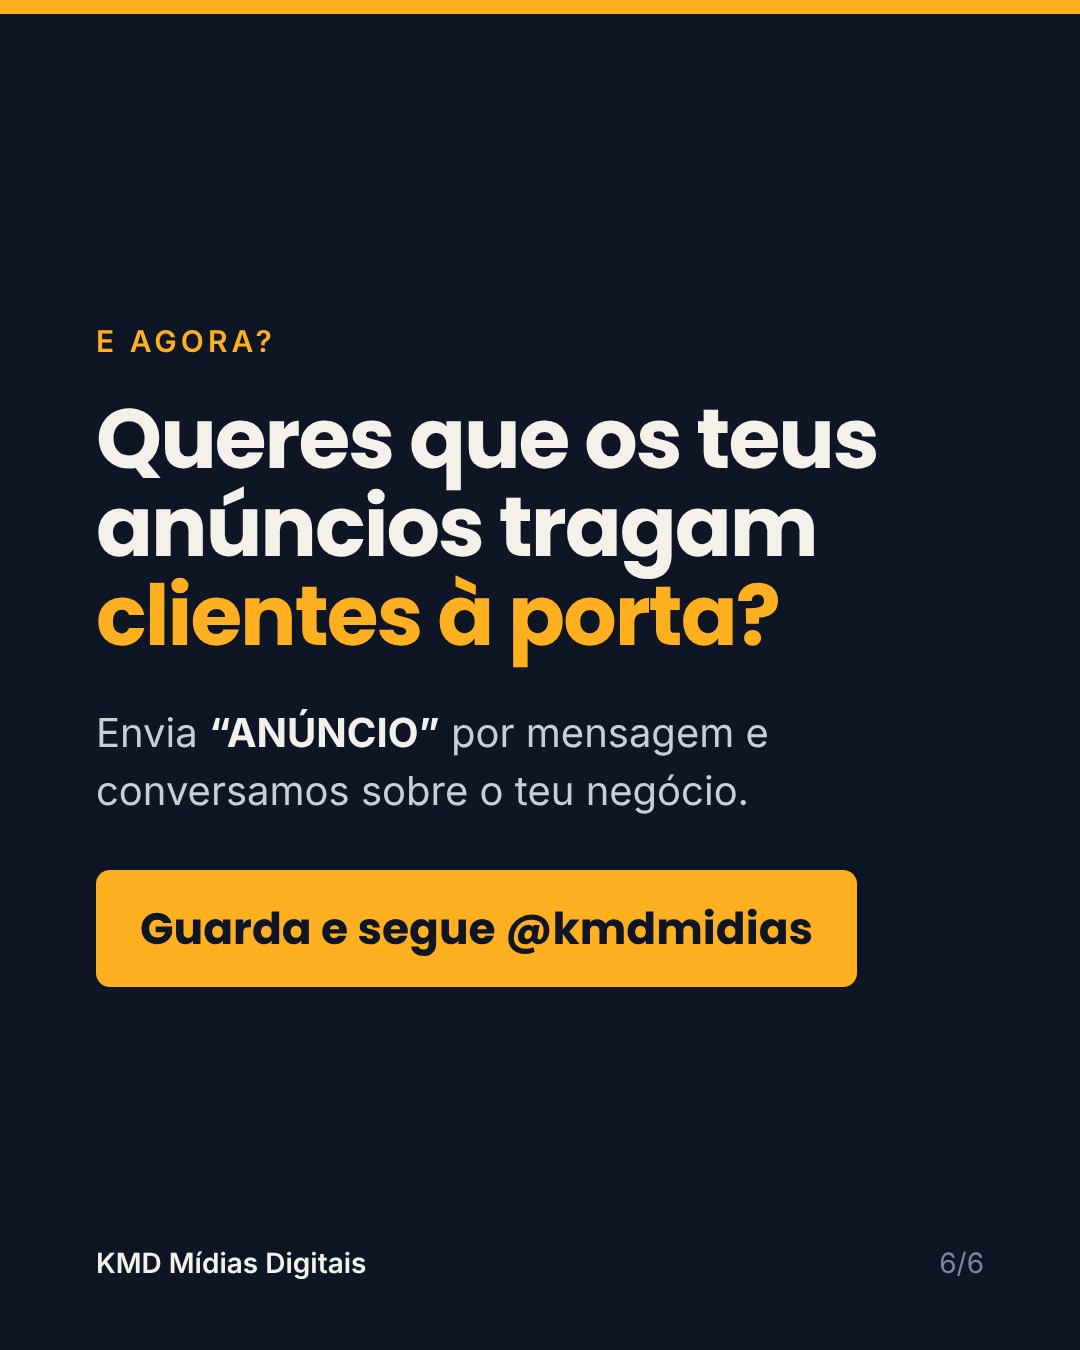 E AGORA?
Queres que os teus
anúncios tragam
clientes à porta?
Envia “ANÚNCIO” por mensagem e
conversamos sobre o teu negócio.
Guarda e segue @kmdmidias
KMD Mídias Digitais
6/6